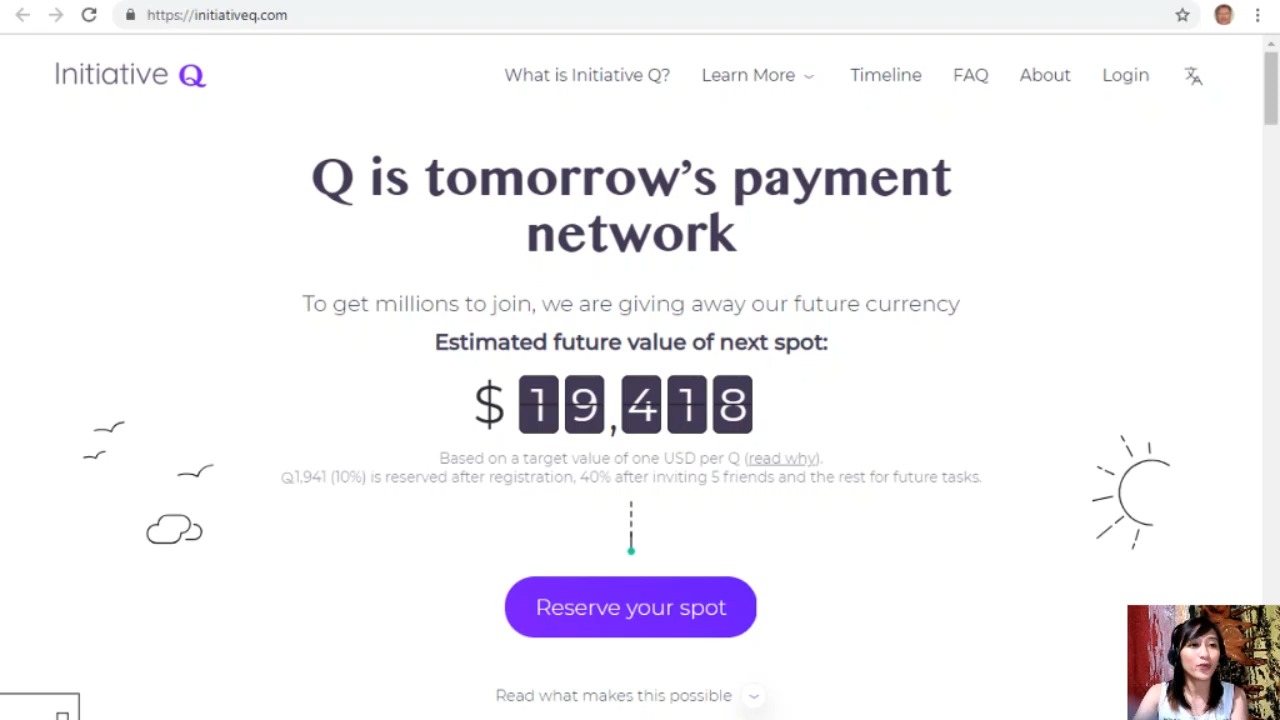 https://initiativeq.com
Initiative Q
What is Initiative Q? Learn More Timeline FAQ About Login
Q is tomorrow's payment
network
To get millions to join, we are giving away our future currency
Estimated future value of next spot:
$ 19,418
Based on a target value of one USD per Q (read why).
Q1,941 (10%) is reserved after registration, 40% after inviting 5 friends and the rest for future tasks.
Reserve your spot
Read what makes this possible